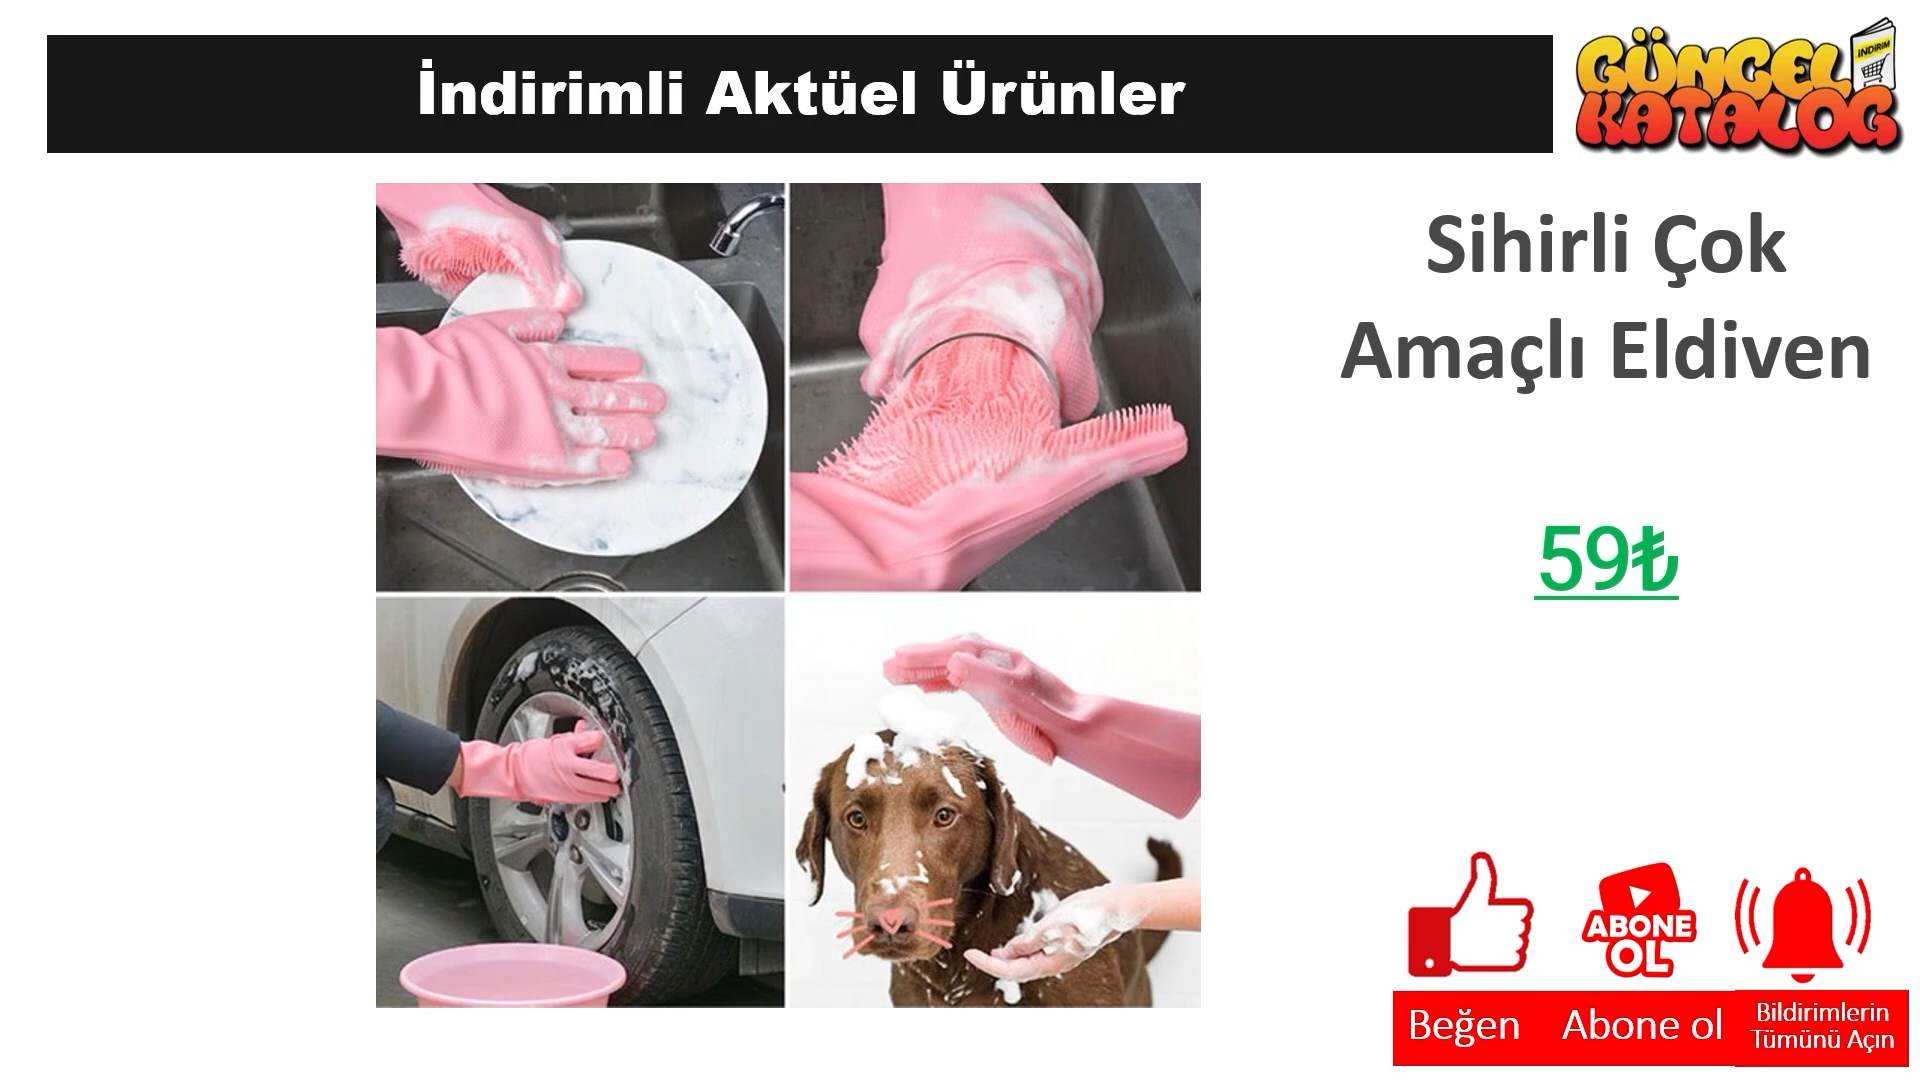 İndirimli Aktüel Ürünler
GÜNCEL
İNDİRİM
KATALOG
Sihirli Çok
Amaçlı Eldiven
59₺
ABONE
OL
Beğen
Abone ol
Bildirimlerin
Tümünü Açın